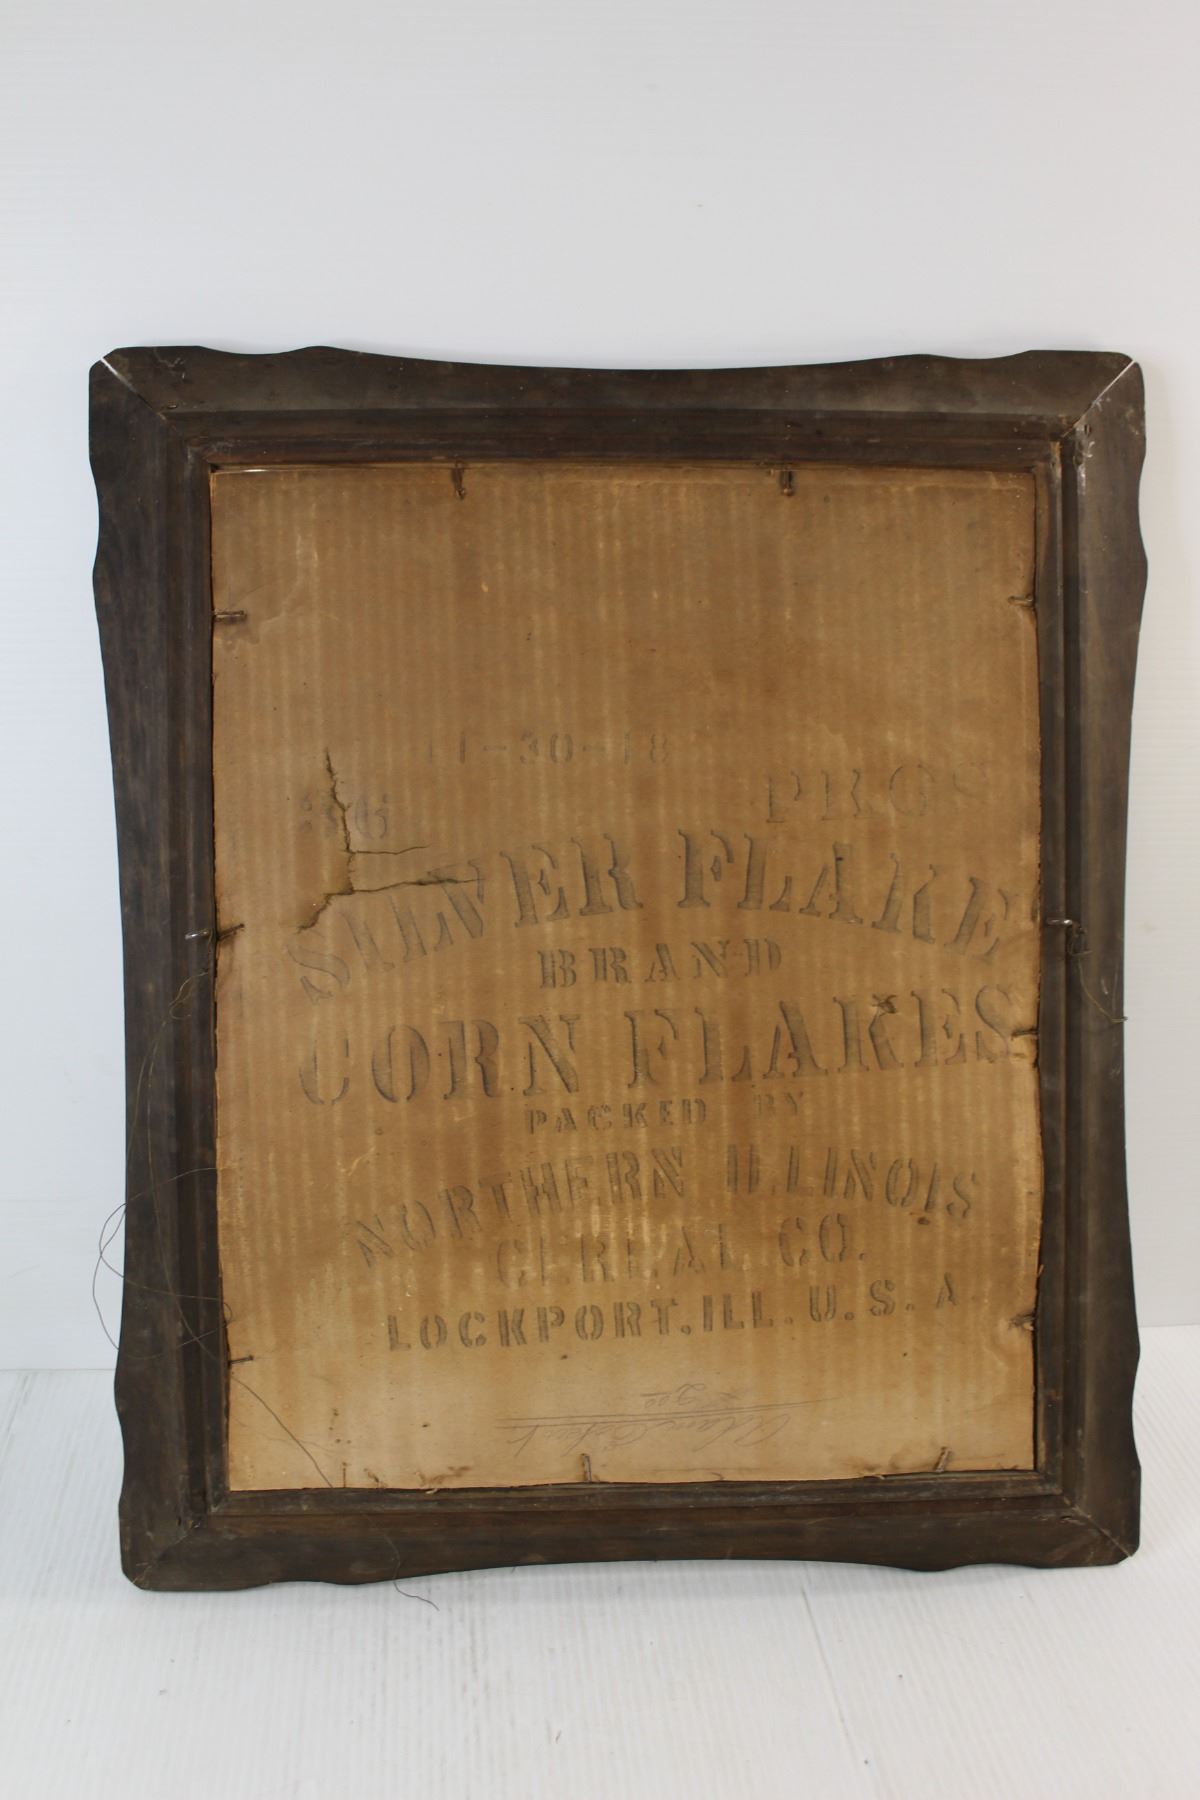 11-30-18
36 PKGS
SILVER FLAKE
BRAND
CORN FLAKES
PACKED BY
NORTHERN ILLINOIS
CEREAL CO.
LOCKPORT, ILL. U.S.A